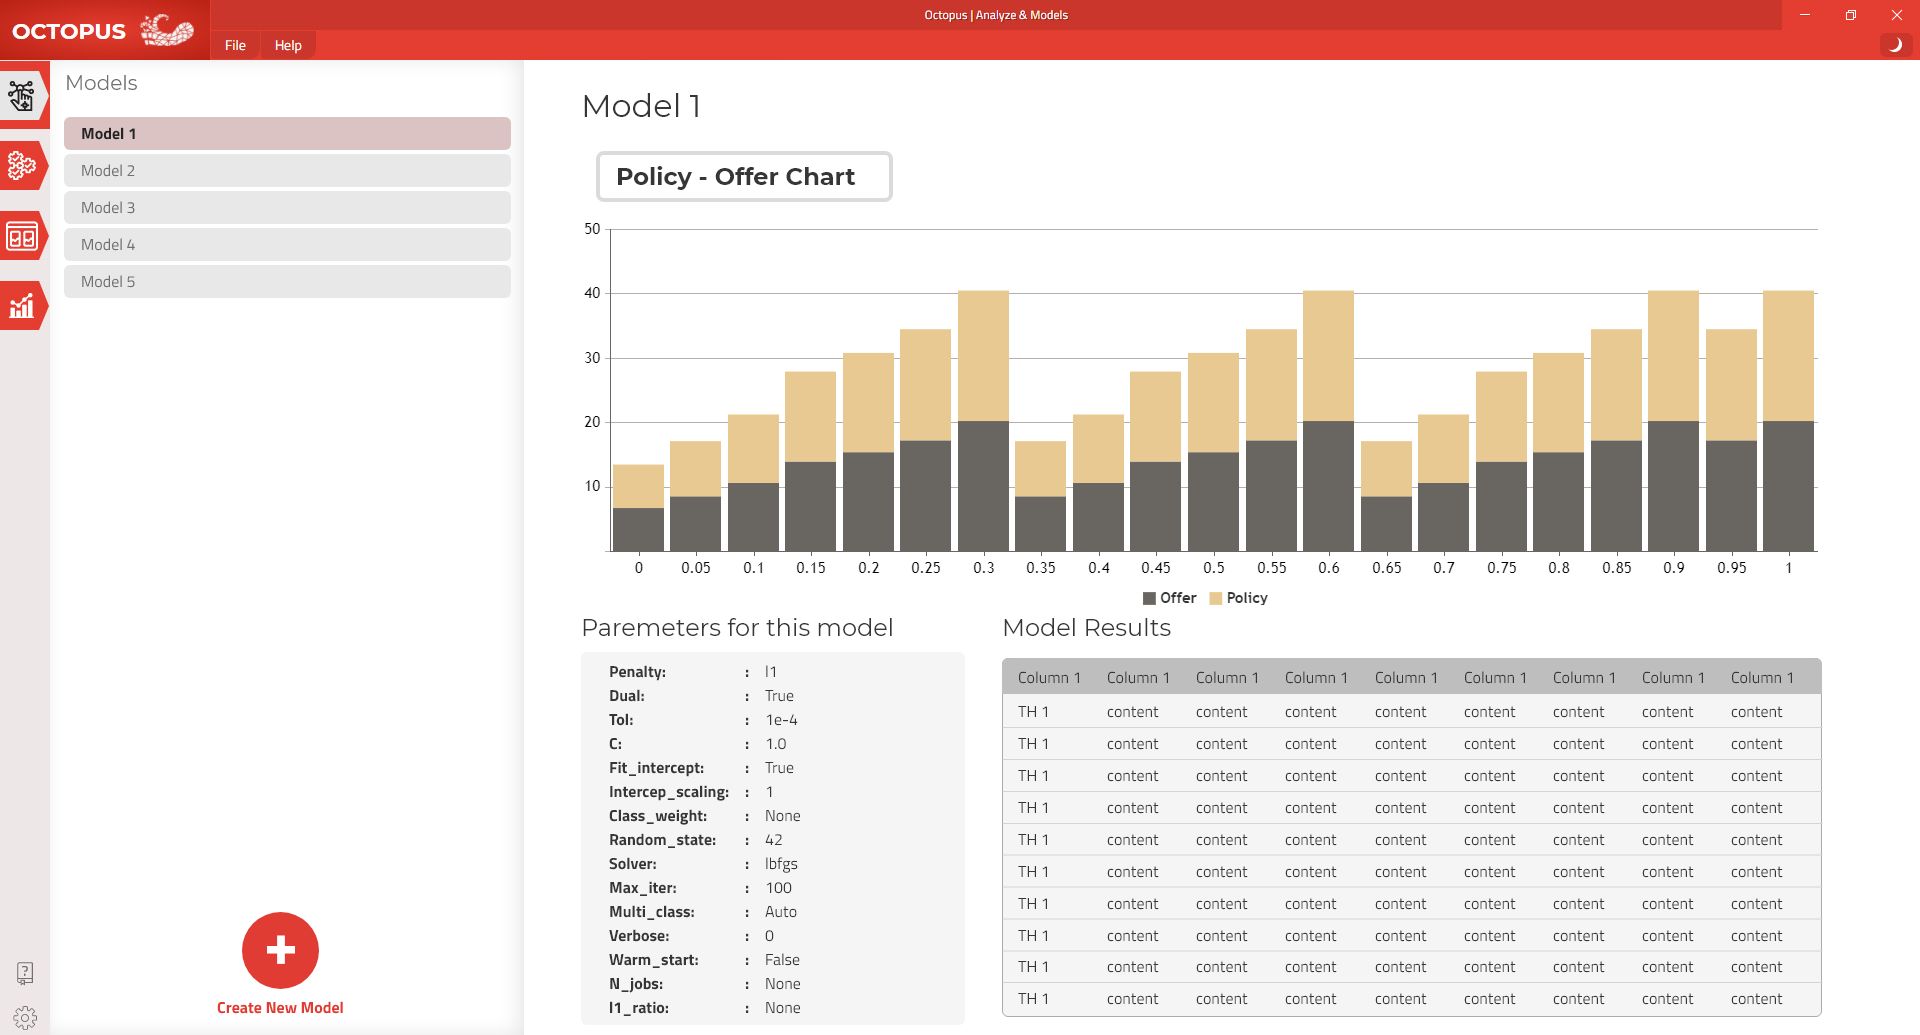 OCTOPUS
Octopus | Analyze & Models
File Help
Models
Model 1
Model 2
Model 3
Model 4
Model 5
Create New Model
Model 1
Policy - Offer Chart
50
40
30
20
10
0 0.05 0.1 0.15 0.2 0.25 0.3 0.35 0.4 0.45 0.5 0.55 0.6 0.65 0.7 0.75 0.8 0.85 0.9 0.95 1
Offer Policy
Paremeters for this model
Penalty: : l1
Dual: : True
Tol: : 1e-4
C: : 1.0
Fit_intercept: : True
Intercep_scaling: : 1
Class_weight: : None
Random_state: : 42
Solver: : lbfgs
Max_iter: : 100
Multi_class: : Auto
Verbose: : 0
Warm_start: : False
N_jobs: : None
l1_ratio: : None
Model Results
Column 1 Column 1 Column 1 Column 1 Column 1 Column 1 Column 1 Column 1 Column 1
TH 1 content content content content content content content content
TH 1 content content content content content content content content
TH 1 content content content content content content content content
TH 1 content content content content content content content content
TH 1 content content content content content content content content
TH 1 content content content content content content content content
TH 1 content content content content content content content content
TH 1 content content content content content content content content
TH 1 content content content content content content content content
TH 1 content content content content content content content content